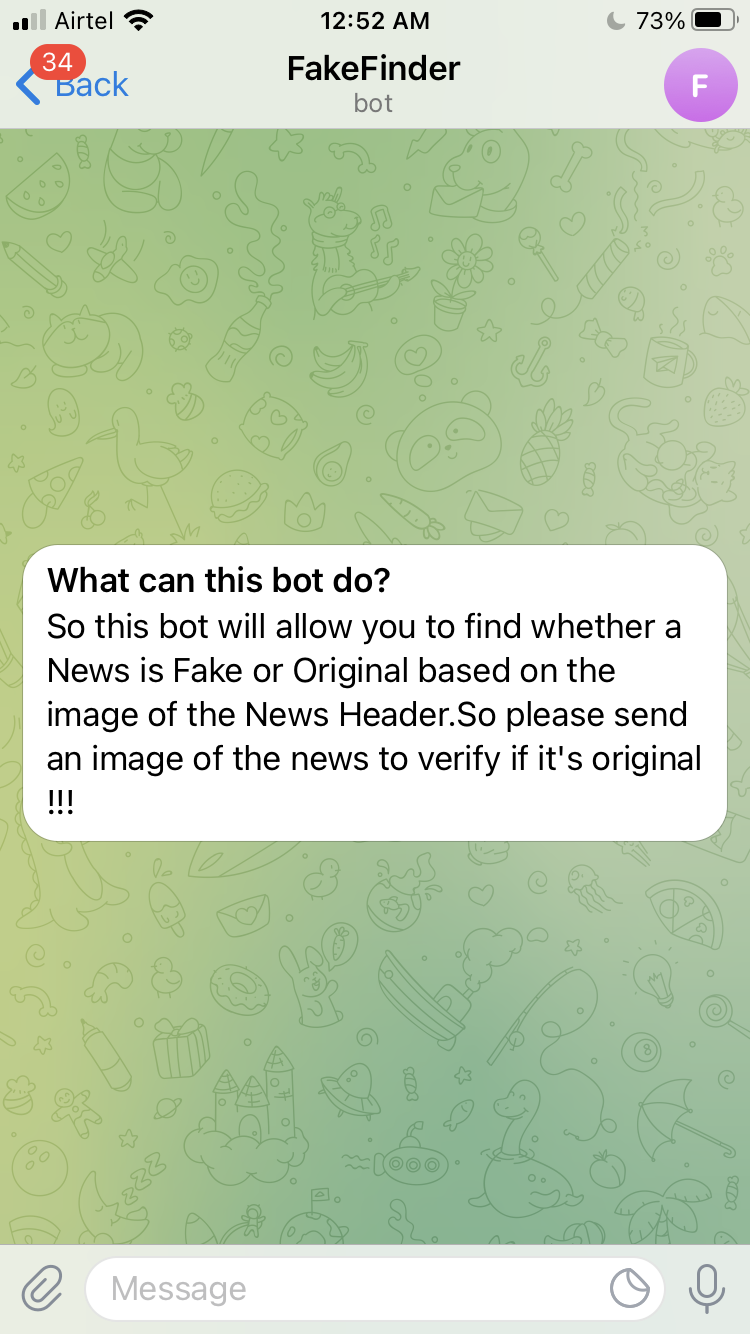 Airtel 12:52 AM 73%
34
Back
FakeFinder
bot
F
What can this bot do?
So this bot will allow you to find whether a
News is Fake or Original based on the
image of the News Header.So please send
an image of the news to verify if it's original
!!!
8
Message